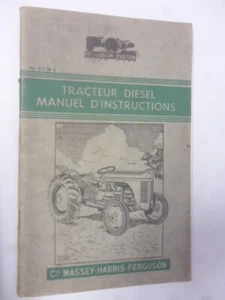 TRACTEUR DIESEL
MANUEL D'INSTRUCTIONS
Cie MASSEY-HARRIS-FERGUSON